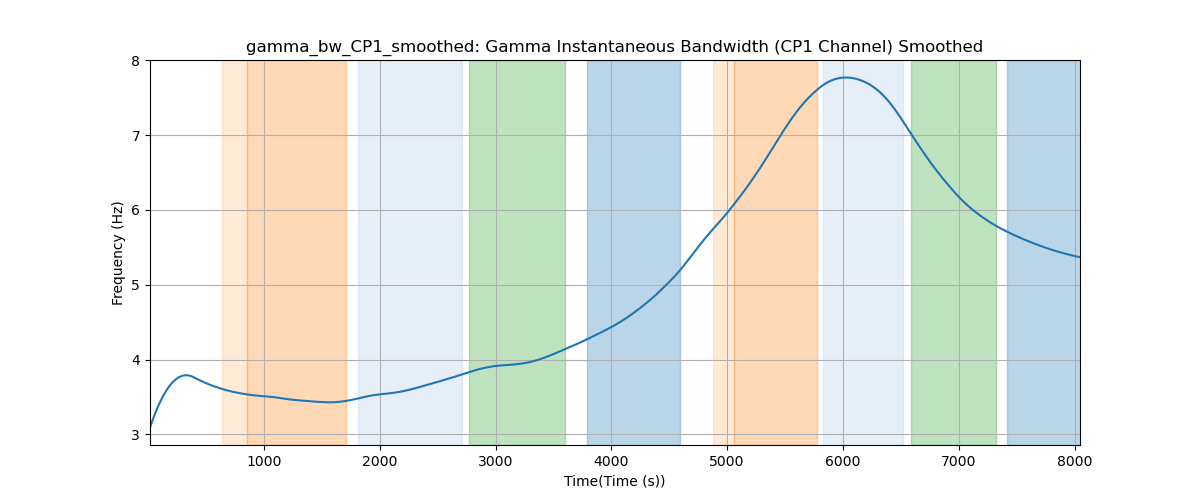 gamma_bw_CP1_smoothed: Gamma Instantaneous Bandwidth (CP1 Channel) Smoothed
8
7
6
5
4
3
Frequency (Hz)
1000 2000 3000 4000 5000 6000 7000 8000
Time(Time (s))